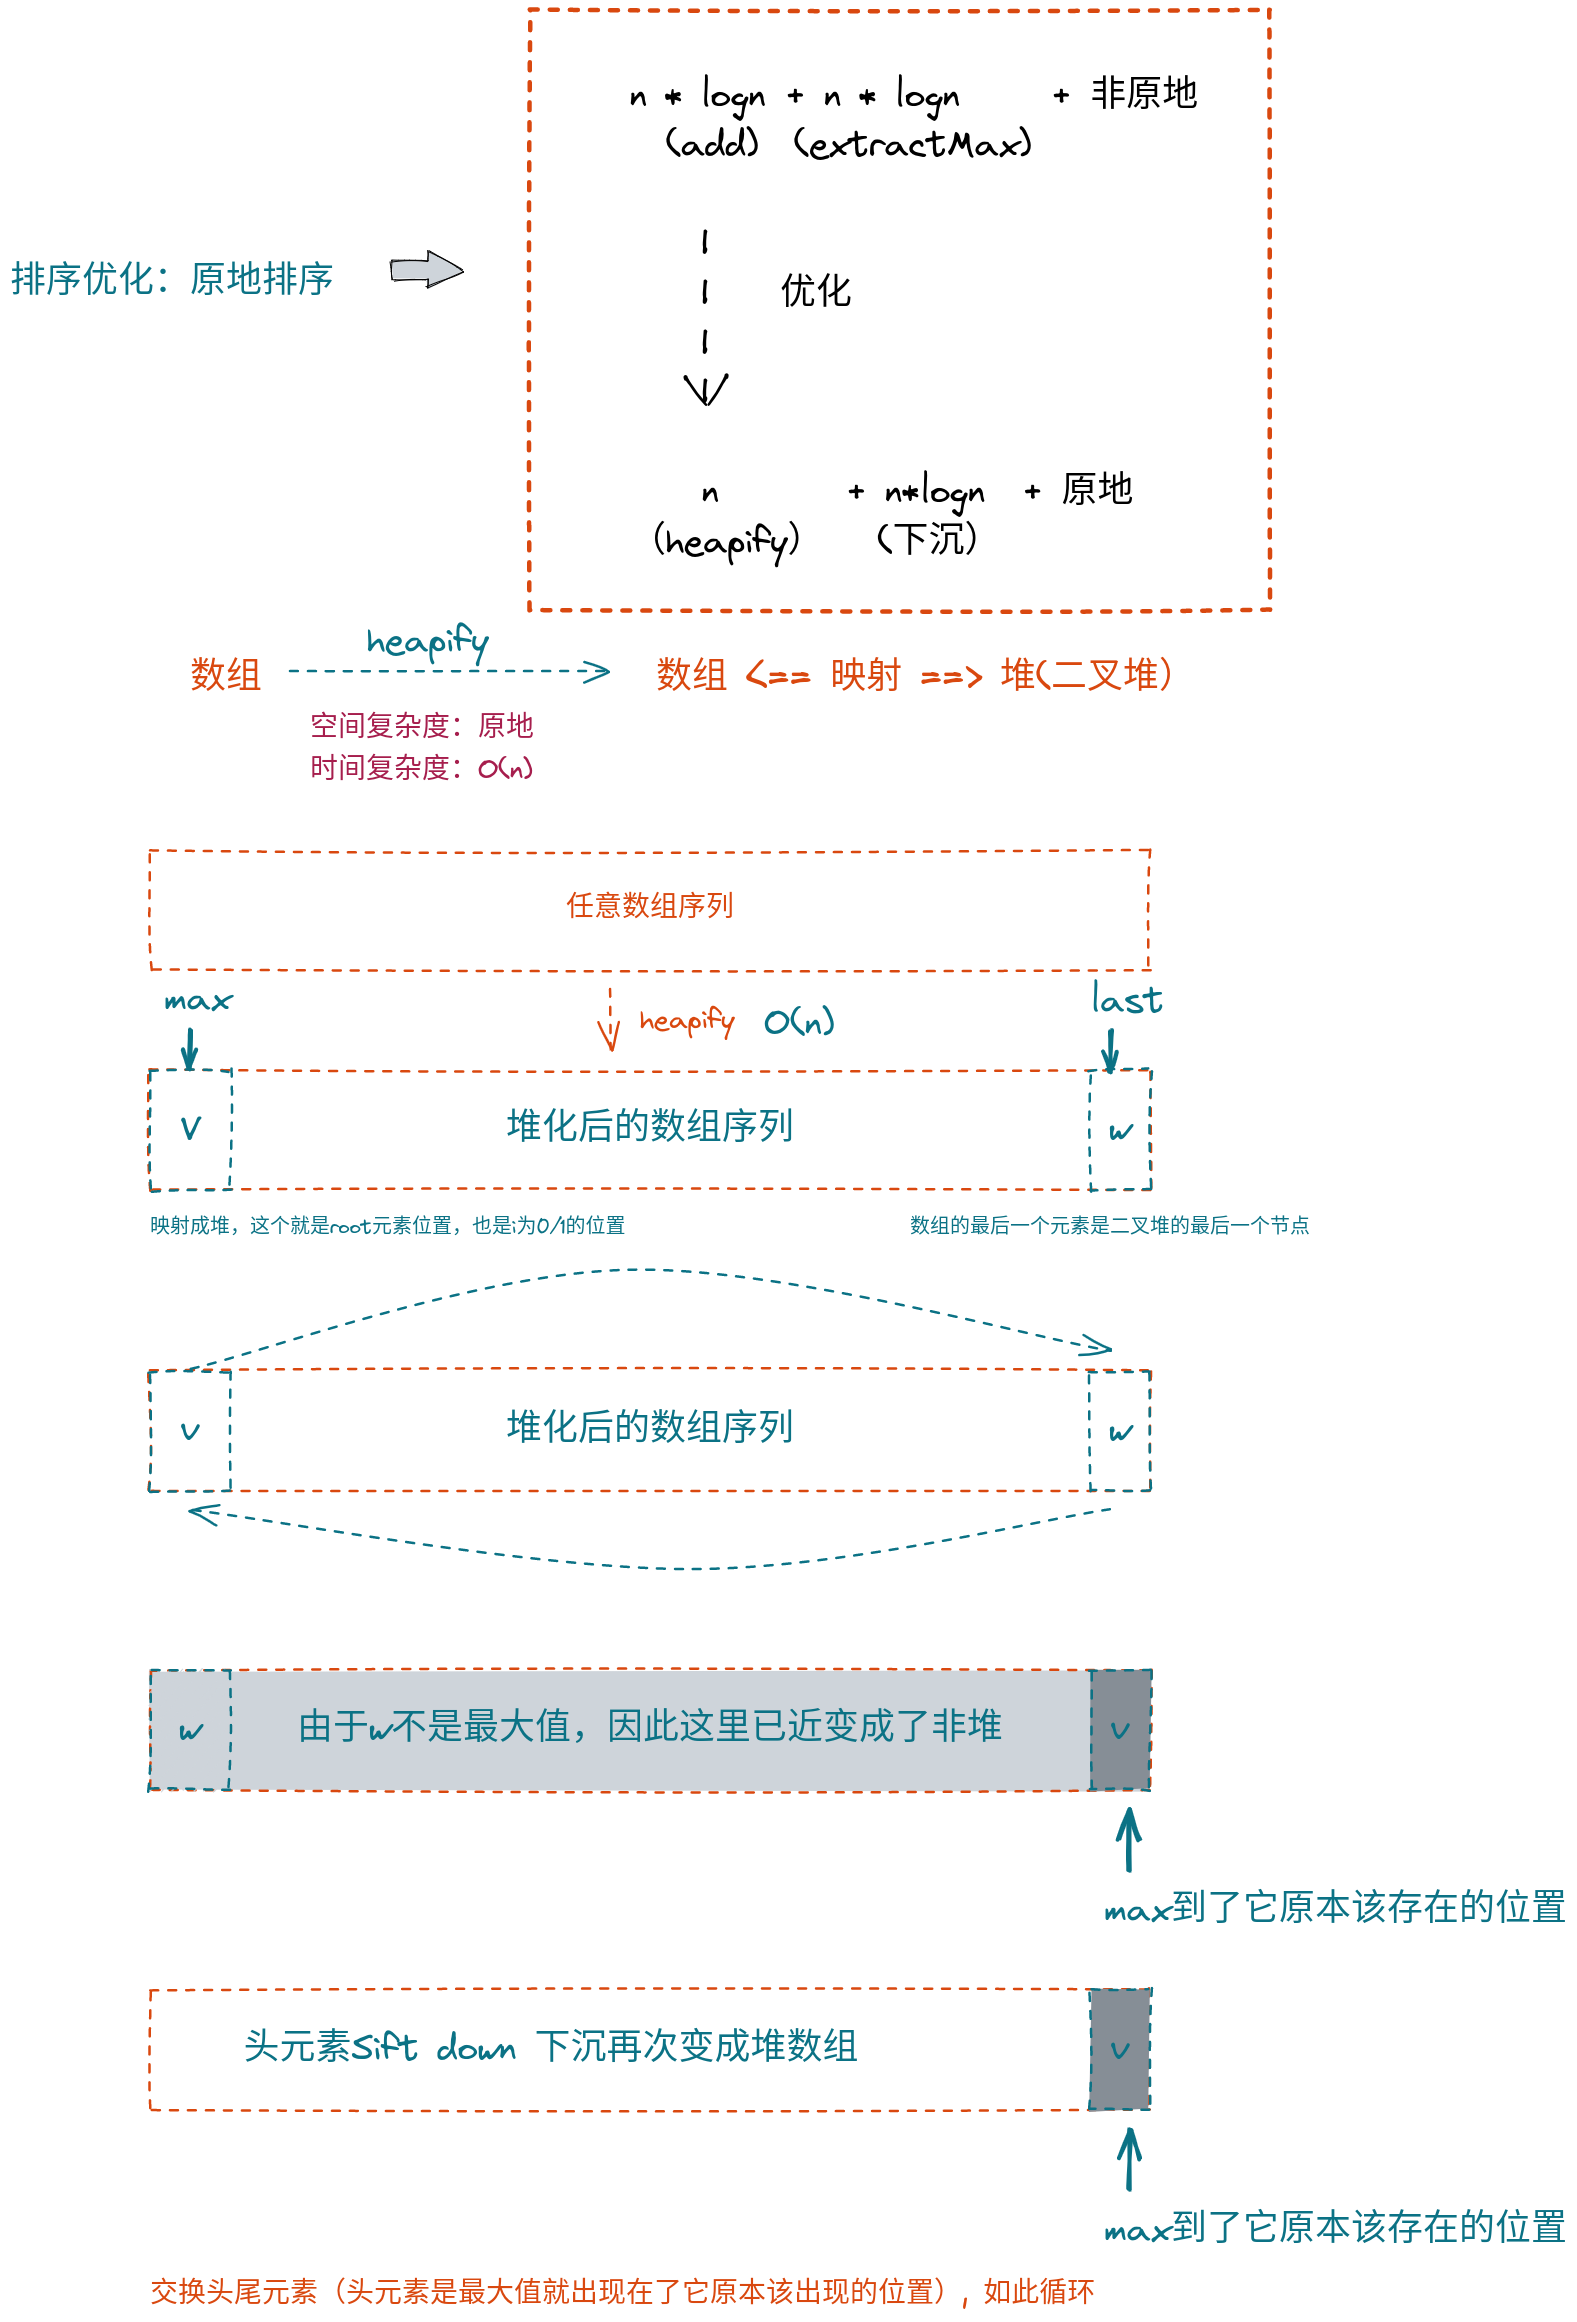 n * logn + n * logn + 非原地
(add) (extractMax)
排序优化：原地排序
优化
n + n*logn + 原地
(heapify) (下沉)
heapify
数组
数组 <== 映射 ==> 堆(二叉堆)
空间复杂度：原地
时间复杂度：O(n)
任意数组序列
max
last
heapify O(n)
V 堆化后的数组序列 w
映射成堆，这个就是root元素位置，也是i为0/1的位置
数组的最后一个元素是二叉堆的最后一个节点
v 堆化后的数组序列 w
w 由于w不是最大值，因此这里已近变成了非堆 v
max到了它原本该存在的位置
头元素Sift down 下沉再次变成堆数组 v
max到了它原本该存在的位置
交换头尾元素（头元素是最大值就出现在了它原本该出现的位置）, 如此循环